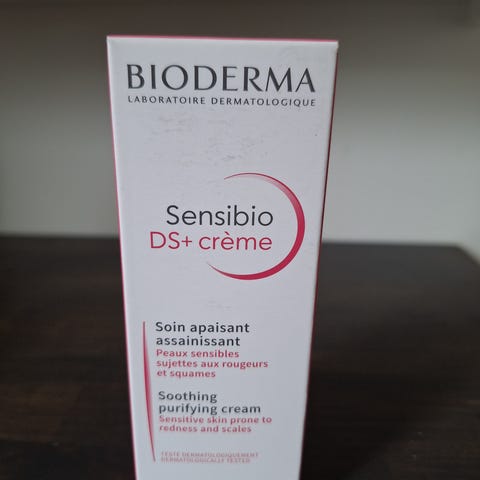 BIODERMA
LABORATOIRE DERMATOLOGIQUE
Sensibio
DS+ crème
Soin apaisant
assainissant
Peaux sensibles
sujettes aux rougeurs
et squames
Soothing
purifying cream
Sensitive skin prone to
redness and scales
TESTÉ DERMATOLOGIQUEMENT
DERMATOLOGICALLY TESTED